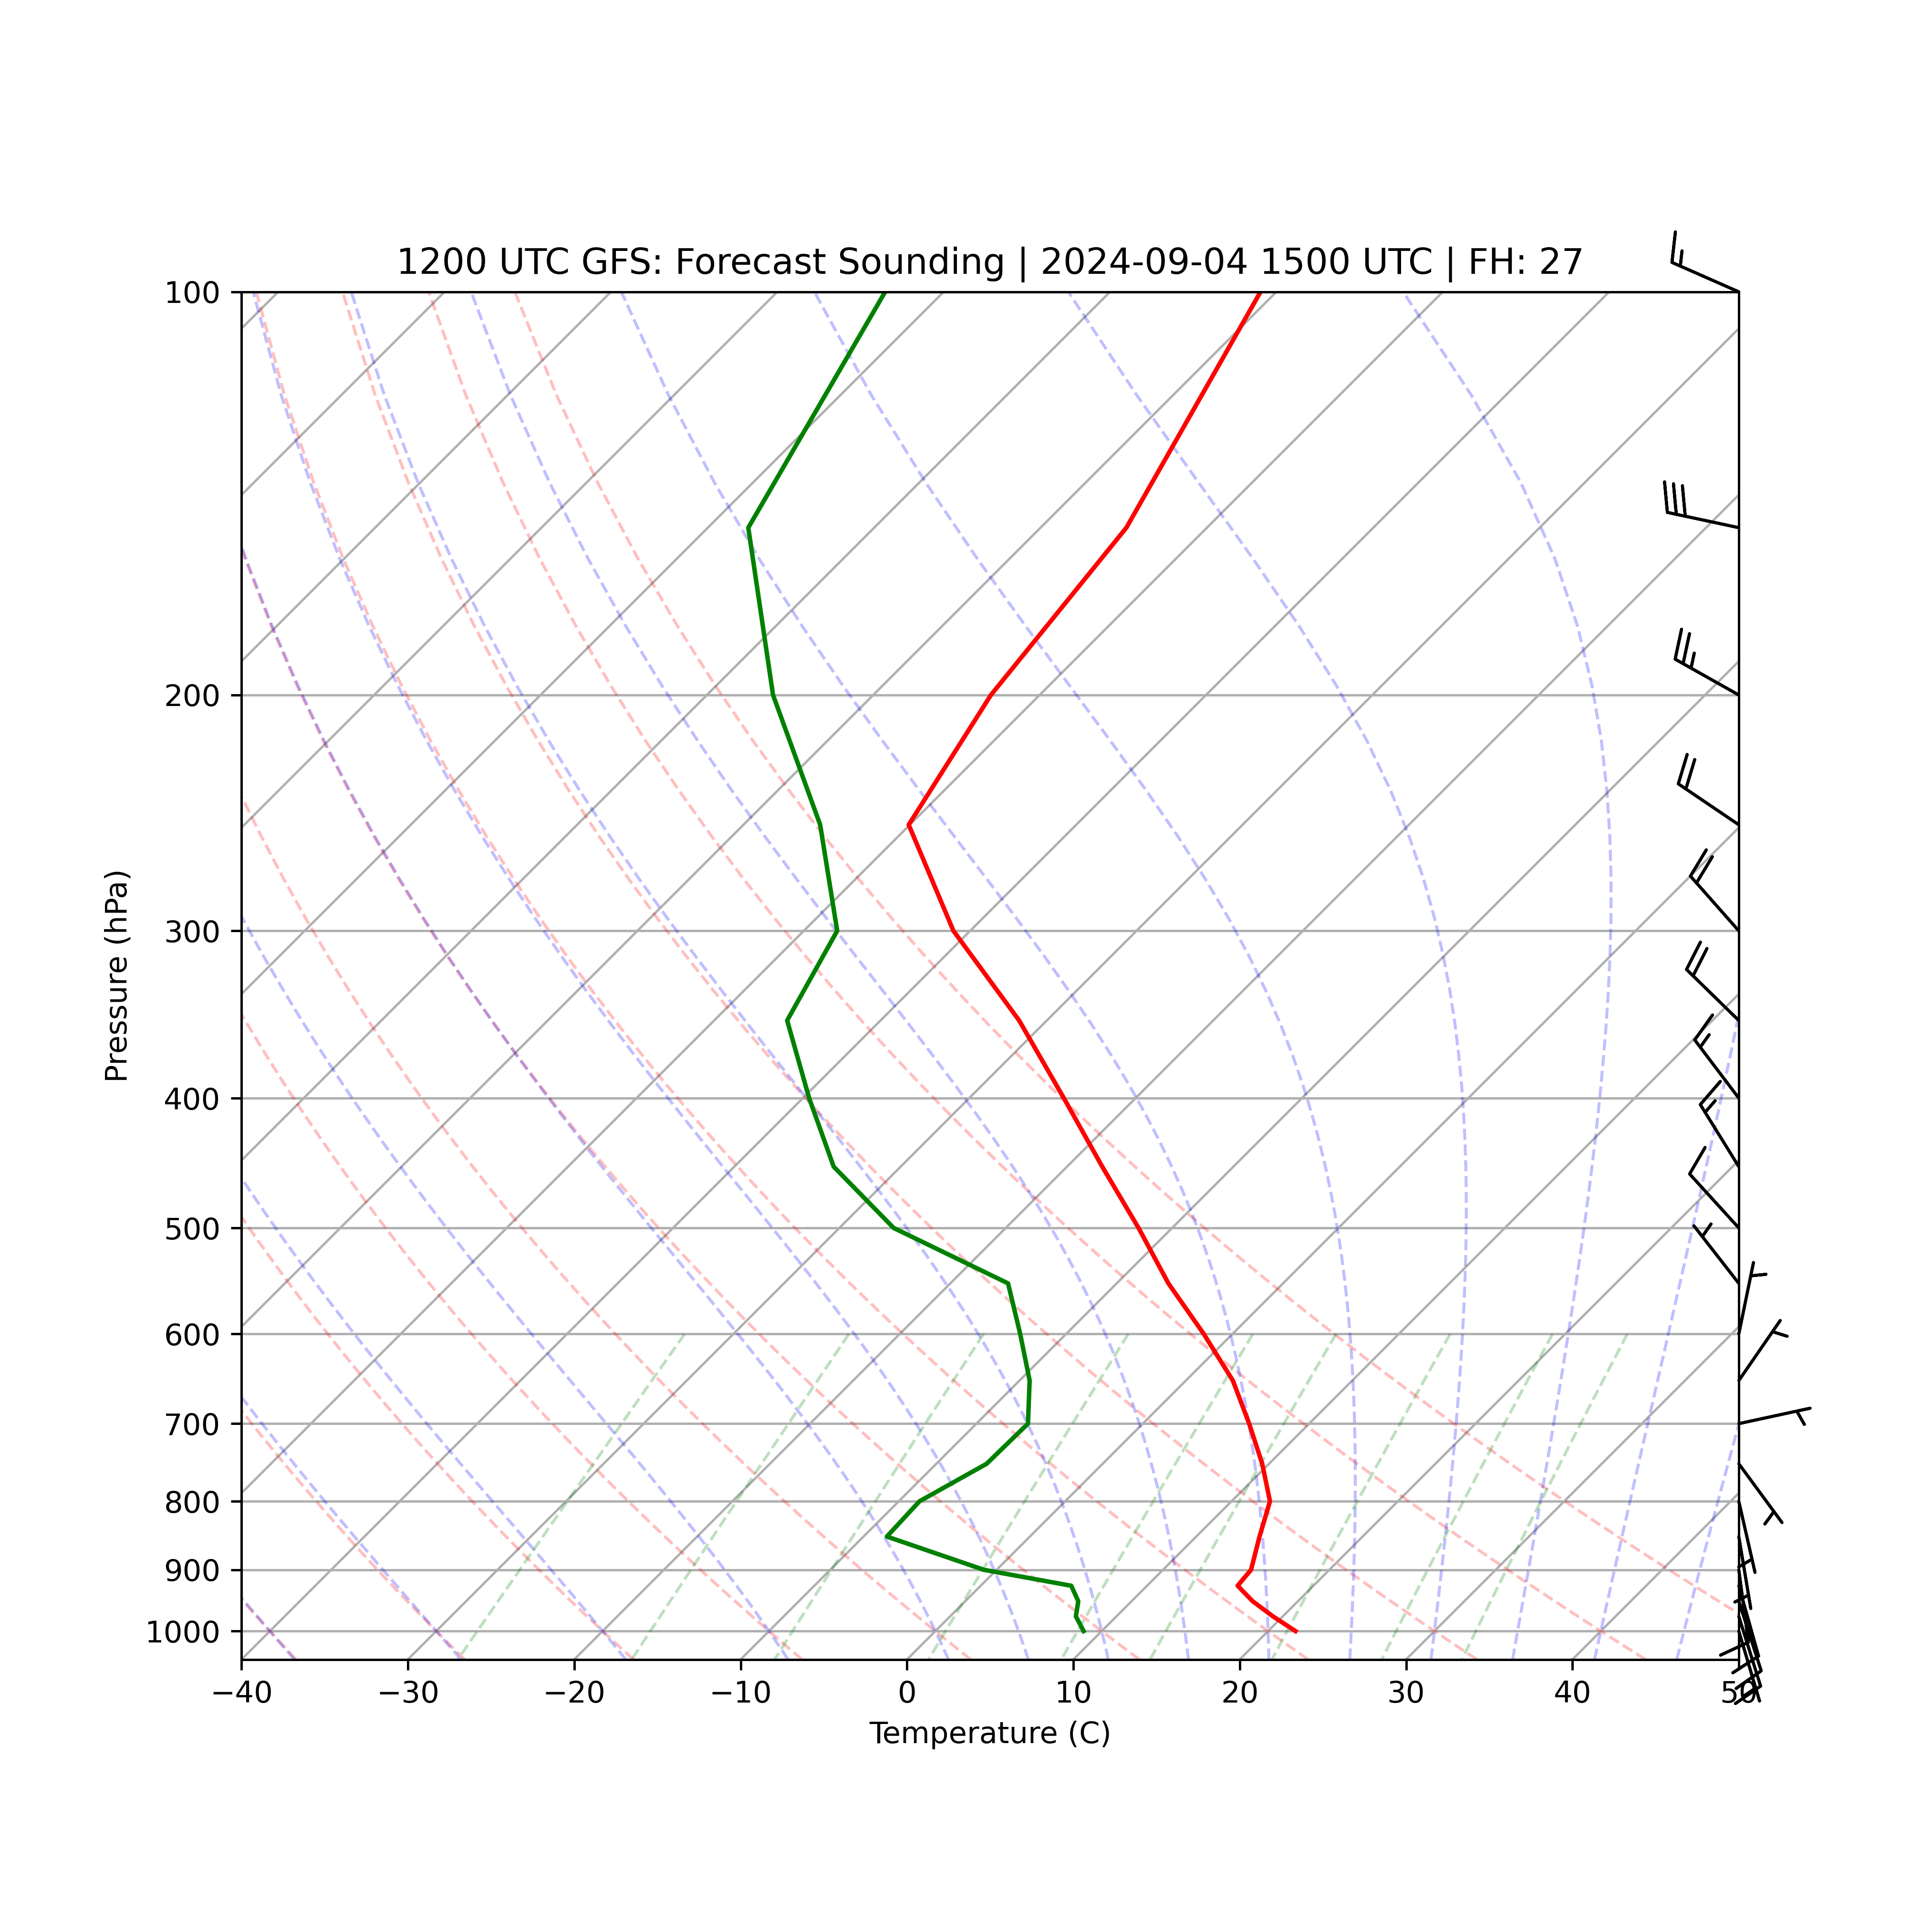 1200 UTC GFS: Forecast Sounding | 2024-09-04 1500 UTC | FH: 27
100
200
300
400
500
600
700
800
900
1000
Pressure (hPa)
−40 −30 −20 −10 0 10 20 30 40 50
Temperature (C)